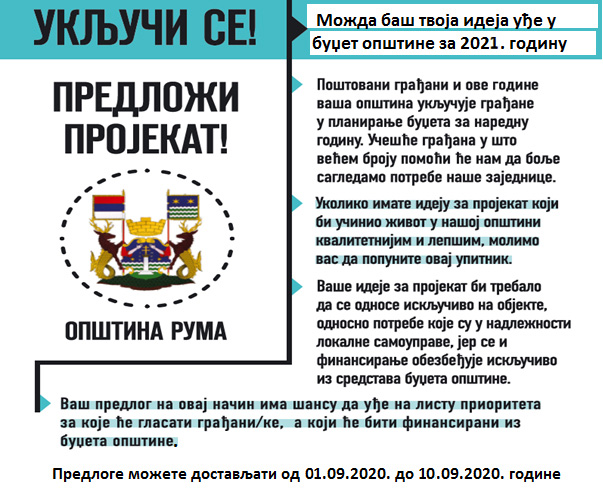 УКЉУЧИ СЕ!
Можда баш твоја идеја уђе у
буџет општине за 2021. годину
ПРЕДЛОЖИ
ПРОЈЕКАТ!
ОПШТИНА РУМА
Поштовани грађани и ове године
ваша општина укључује грађане
у планирање буџета за наредну
годину. Учешће грађана у што
већем броју помоћи ће нам да боље
сагледамо потребе наше заједнице.
Уколико имате идеју за пројекат који
би учинио живот у нашој општини
квалитетнијим и лепшим, молимо
вас да попуните овај упитник.
Ваше идеје за пројекат би требало
да се односе искључиво на објекте,
односно потребе које су у надлежности
локалне самоуправе, јер се и
финансирање обезбеђује искључиво
из средстава буџета општине.
Ваш предлог на овај начин има шансу да уђе на листу приоритета
за које ће гласати грађани/ке, а који ће бити финансирани из
буџета општине.
Предлоге можете достављати од 01.09.2020. до 10.09.2020. године